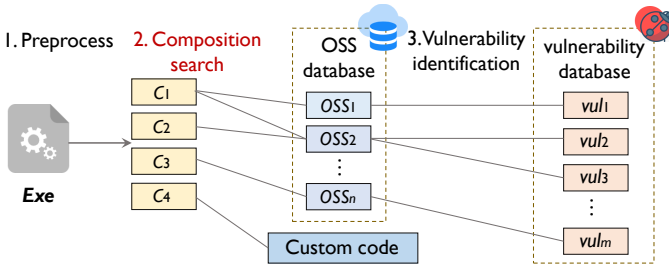 1. Preprocess
2. Composition
search
OSS
database
3. Vulnerability
identification
vulnerability
database
Exe
C1
C2
C3
C4
OSS1
OSS2
⋮
OSSn
Custom code
vul1
vul2
vul3
⋮
vulm